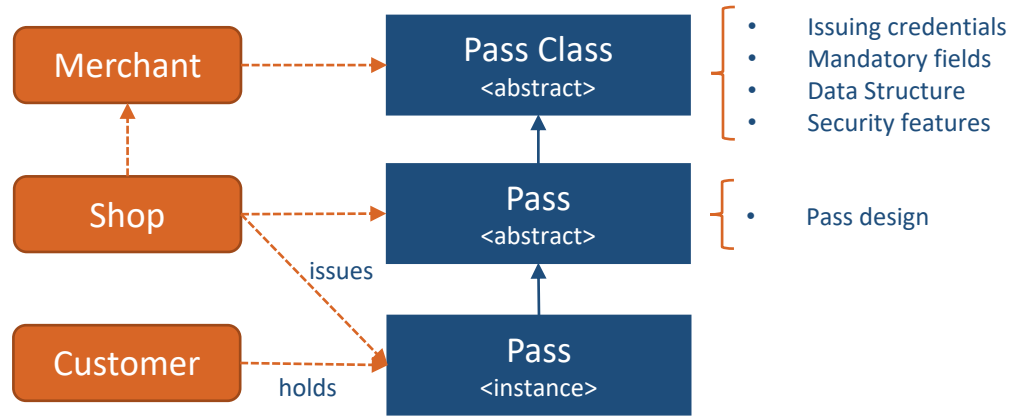 Merchant
Pass Class
<abstract>
• Issuing credentials
• Mandatory fields
• Data Structure
• Security features
Shop
Pass
<abstract>
• Pass design
issues
Customer
holds
Pass
<instance>